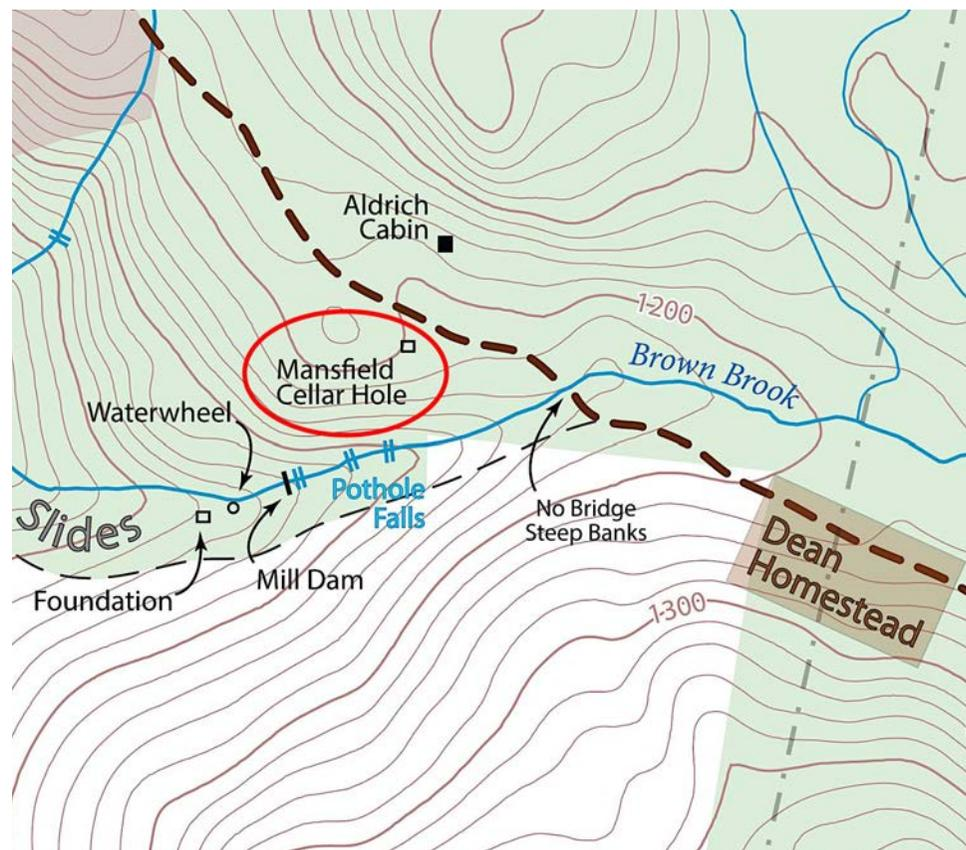 Aldrich
Cabin
1200
Brown Brook
Mansfield
Cellar Hole
Waterwheel
Pothole
Falls
No Bridge
Steep Banks
Slides
Mill Dam
Foundation
Dean
Homestead
1300